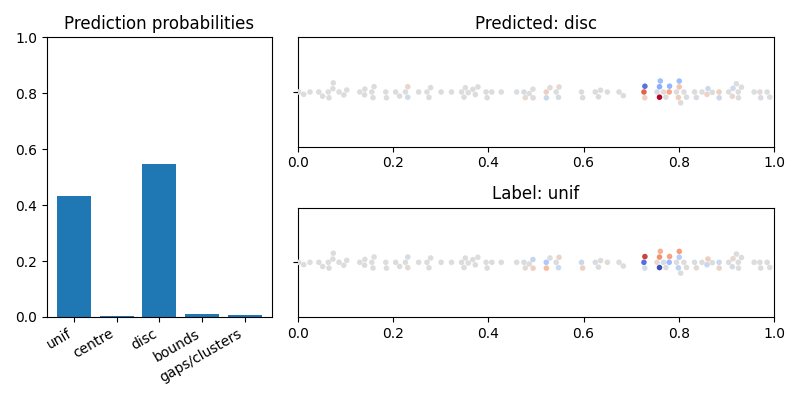 Prediction probabilities
1.0
0.8
0.6
0.4
0.2
0.0
unif
centre
disc
bounds
gaps/clusters
Predicted: disc
0.0 0.2 0.4 0.6 0.8 1.0
Label: unif
0.0 0.2 0.4 0.6 0.8 1.0